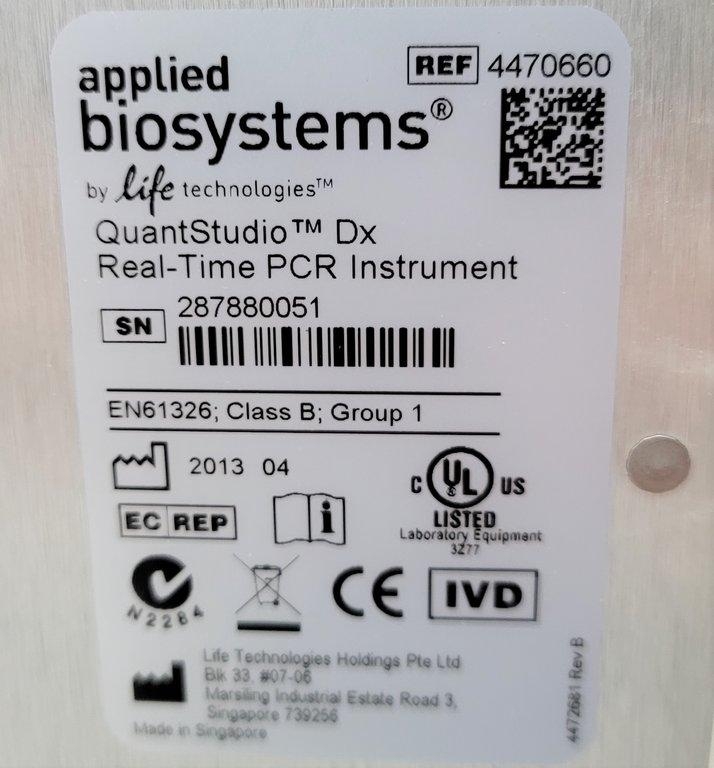 applied
biosystems®
by life technologies™
REF 4470660
QuantStudio™ Dx
Real-Time PCR Instrument
SN 287880051
EN61326; Class B; Group 1
2013 04
C UL US
LISTED
Laboratory Equipment
3Z77
EC REP
i
N2284
CE
IVD
Life Technologies Holdings Pte Ltd
Blk 33, #07-06
Marsiling Industrial Estate Road 3,
Singapore 739256
Made in Singapore
4472681 Rev B